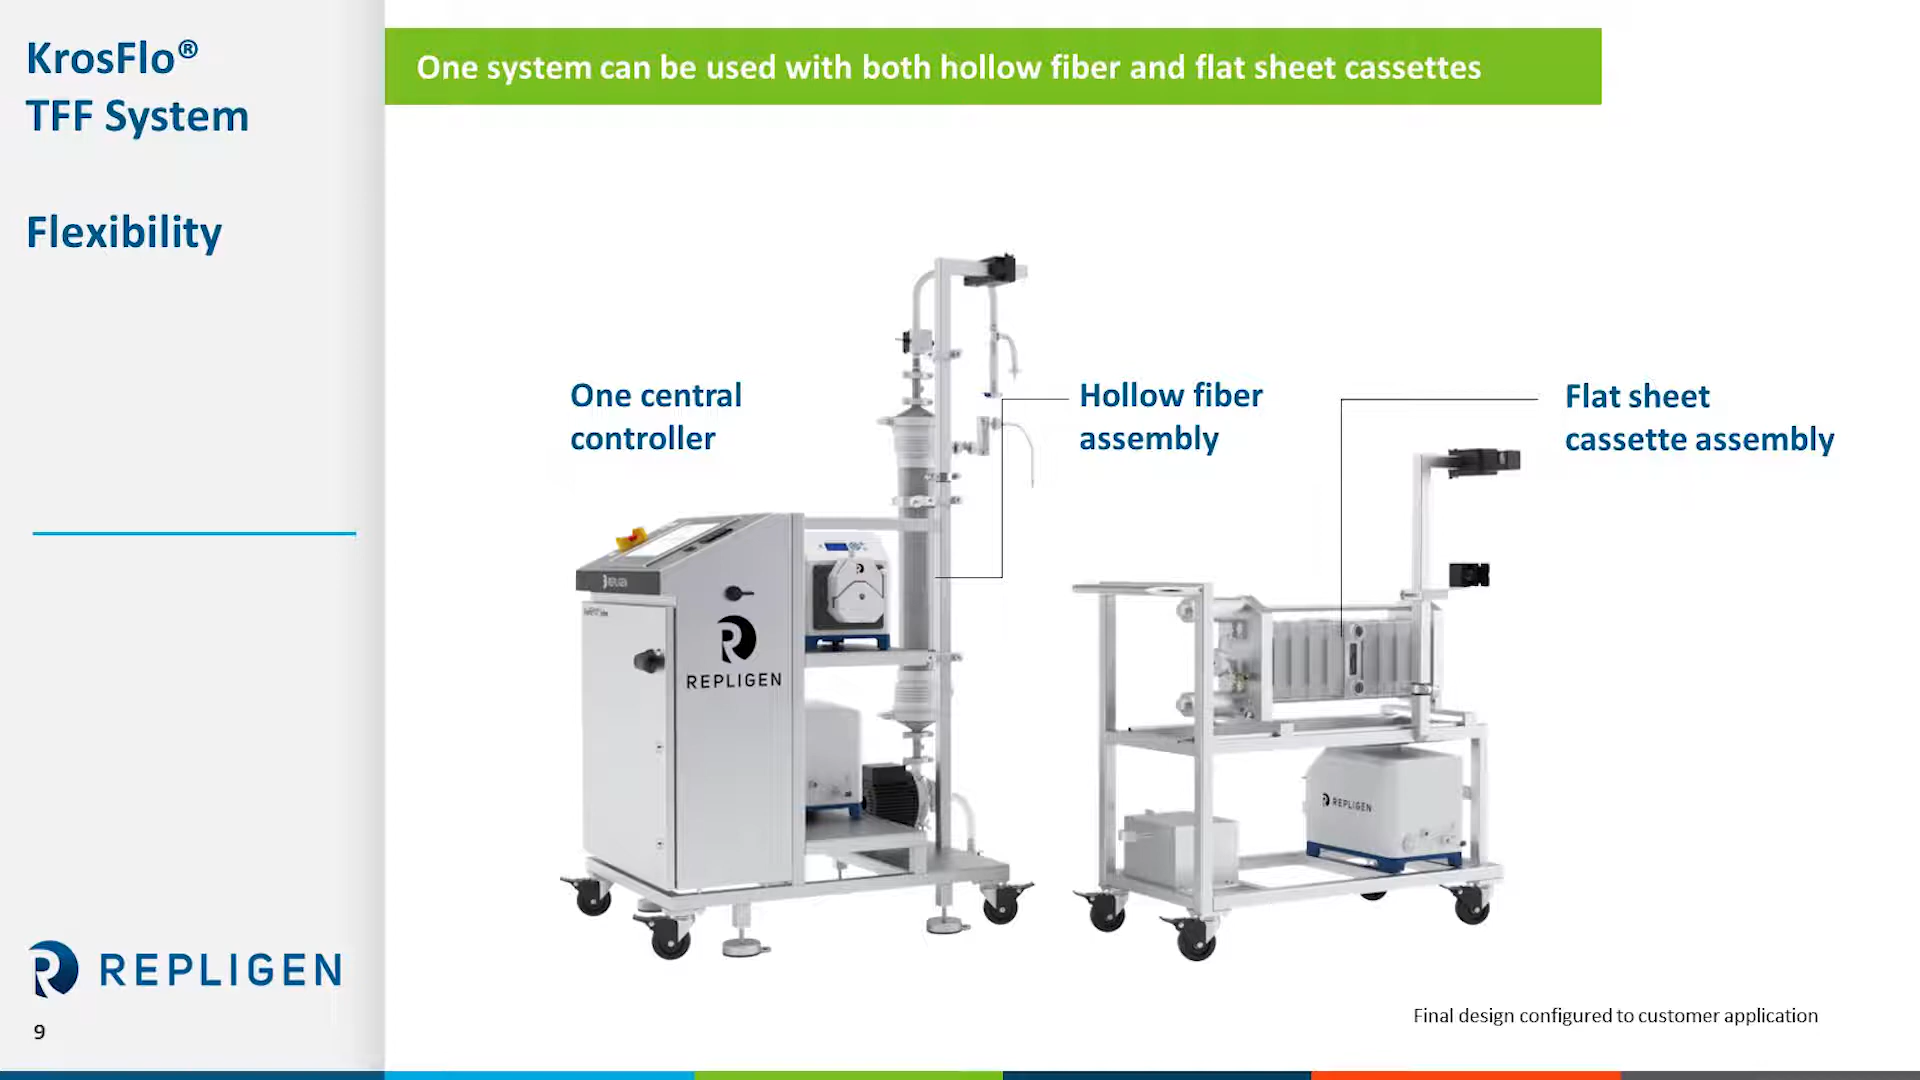 KrosFlo®
TFF System
Flexibility
One system can be used with both hollow fiber and flat sheet cassettes
One central
controller
Hollow fiber
assembly
Flat sheet
cassette assembly
REPLIGEN
REPLIGEN
REPLIGEN
REPLIGEN
Final design configured to customer application
9